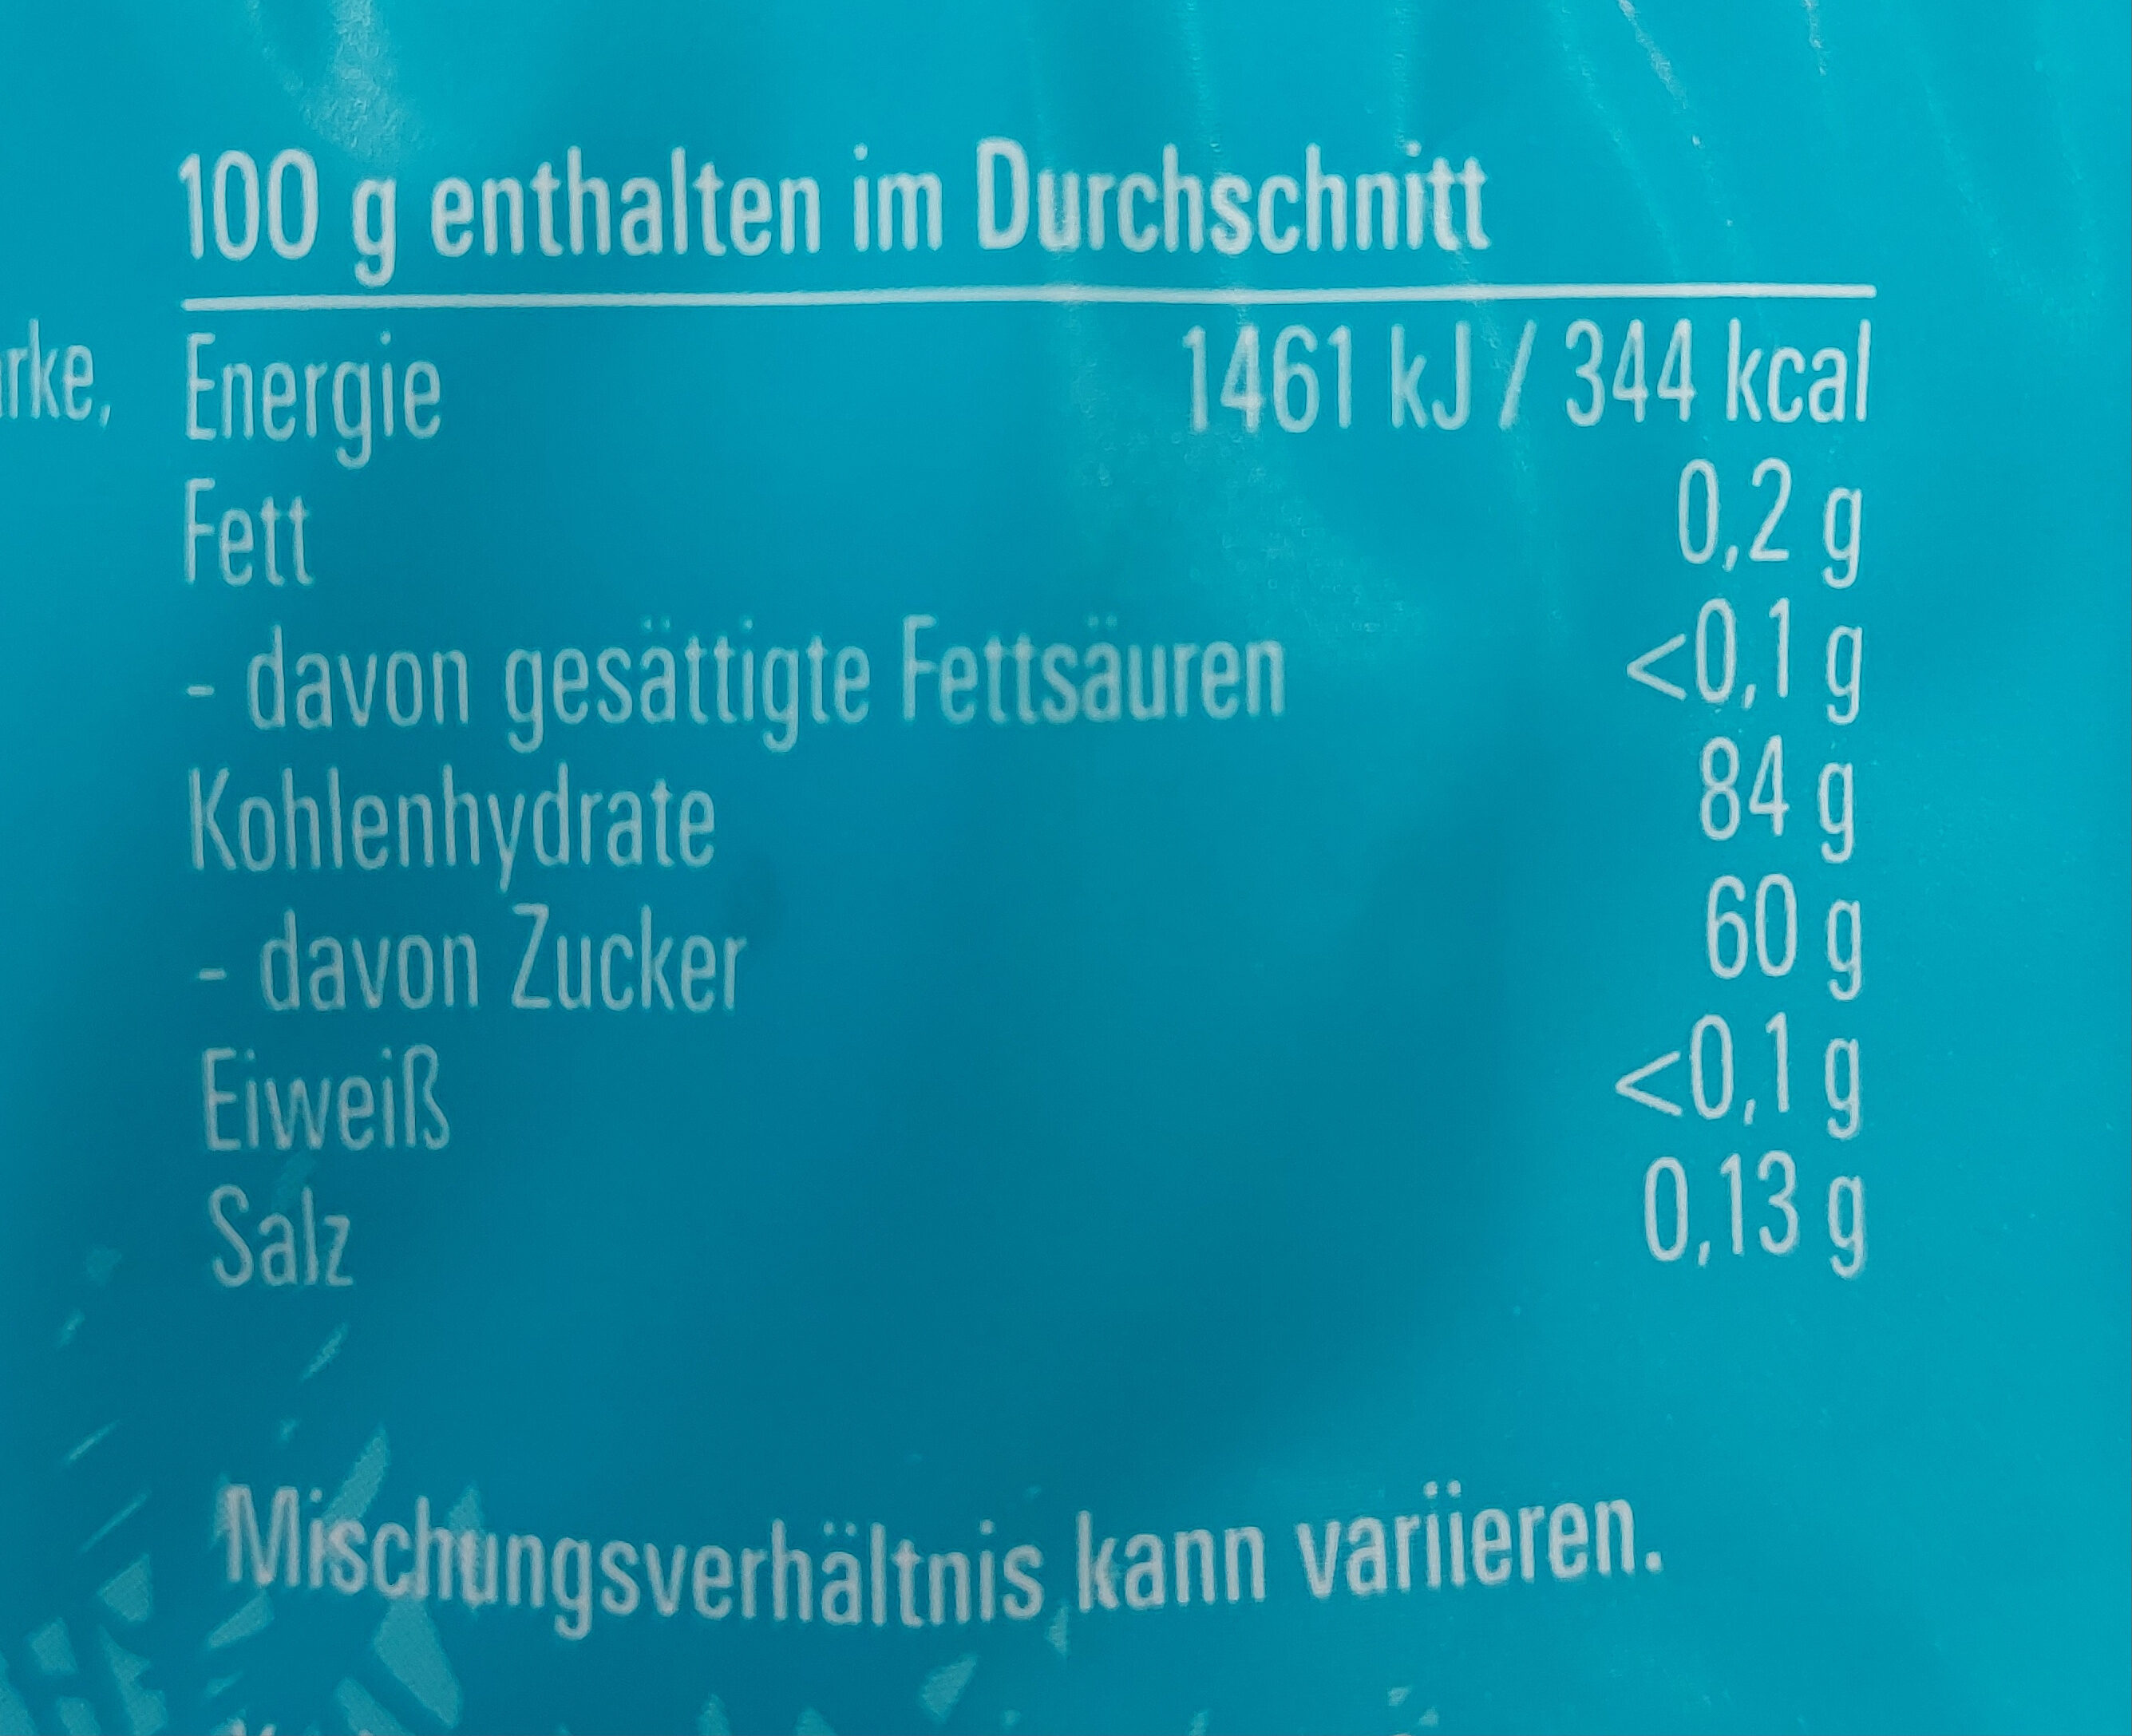 100 g enthalten im Durchschnitt
Energie 1461 kJ / 344 kcal
Fett 0,2 g
- davon gesättigte Fettsäuren <0,1 g
Kohlenhydrate 84 g
- davon Zucker 60 g
Eiweiß <0,1 g
Salz 0,13 g
Mischungsverhältnis kann variieren.